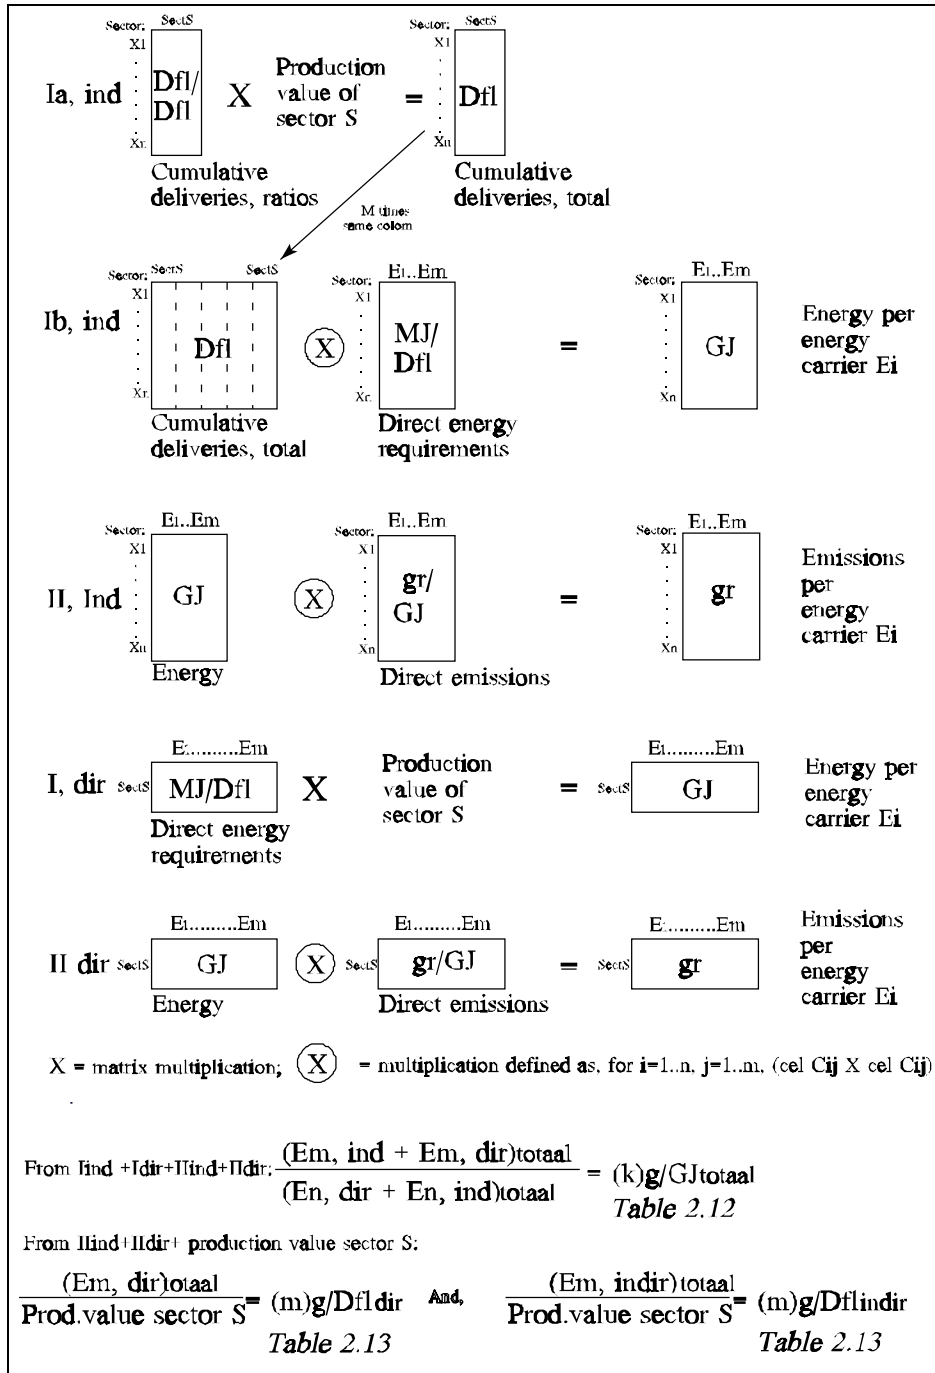 Sector: SectS
X1
Ia, ind Dfl/ Dfl X Production value of sector S = Dfl
Sector: SectS
X1
Xr.
Xn
Cumulative deliveries, ratios
Cumulative deliveries, total
M times same colom
Sector: SectS SectS
Sector: E1..Em
Sector: E1..Em
X1 X1 X1
Ib, ind Dfl X MJ/ Dfl = GJ Energy per energy carrier Ei
Xr. Xr. Xn
Cumulative deliveries, total
Direct energy requirements
Sector: E1..Em
Sector: E1..Em
Sector: E1..Em
X1 X1 X1
II, Ind GJ X gr/ GJ = gr Emissions per energy carrier Ei
Xn Xn Xn
Energy
Direct emissions
E1.........Em
E1.........Em
I, dir SectS MJ/Dfl X Production value of sector S = SectS GJ Energy per energy carrier Ei
Direct energy requirements
E1.........Em E1.........Em E1.........Em
II dir SectS GJ X SectS gr/GJ = SectS gr Emissions per energy carrier Ei
Energy
Direct emissions
X = matrix multiplication; X = multiplication defined as, for i=1..n, j=1..m, (cel Cij X cel Cij)
From Iind +Idir+IIind+IIdir: (Em, ind + Em, dir)totaal / (En, dir + En, ind)totaal = (k)g/GJtotaal
Table 2.12
From IIind+IIdir+ production value sector S:
(Em, dir)totaal / Prod.value sector S = (m)g/Dfldir And, (Em, indir)totaal / Prod.value sector S = (m)g/Dflindir
Table 2.13 Table 2.13